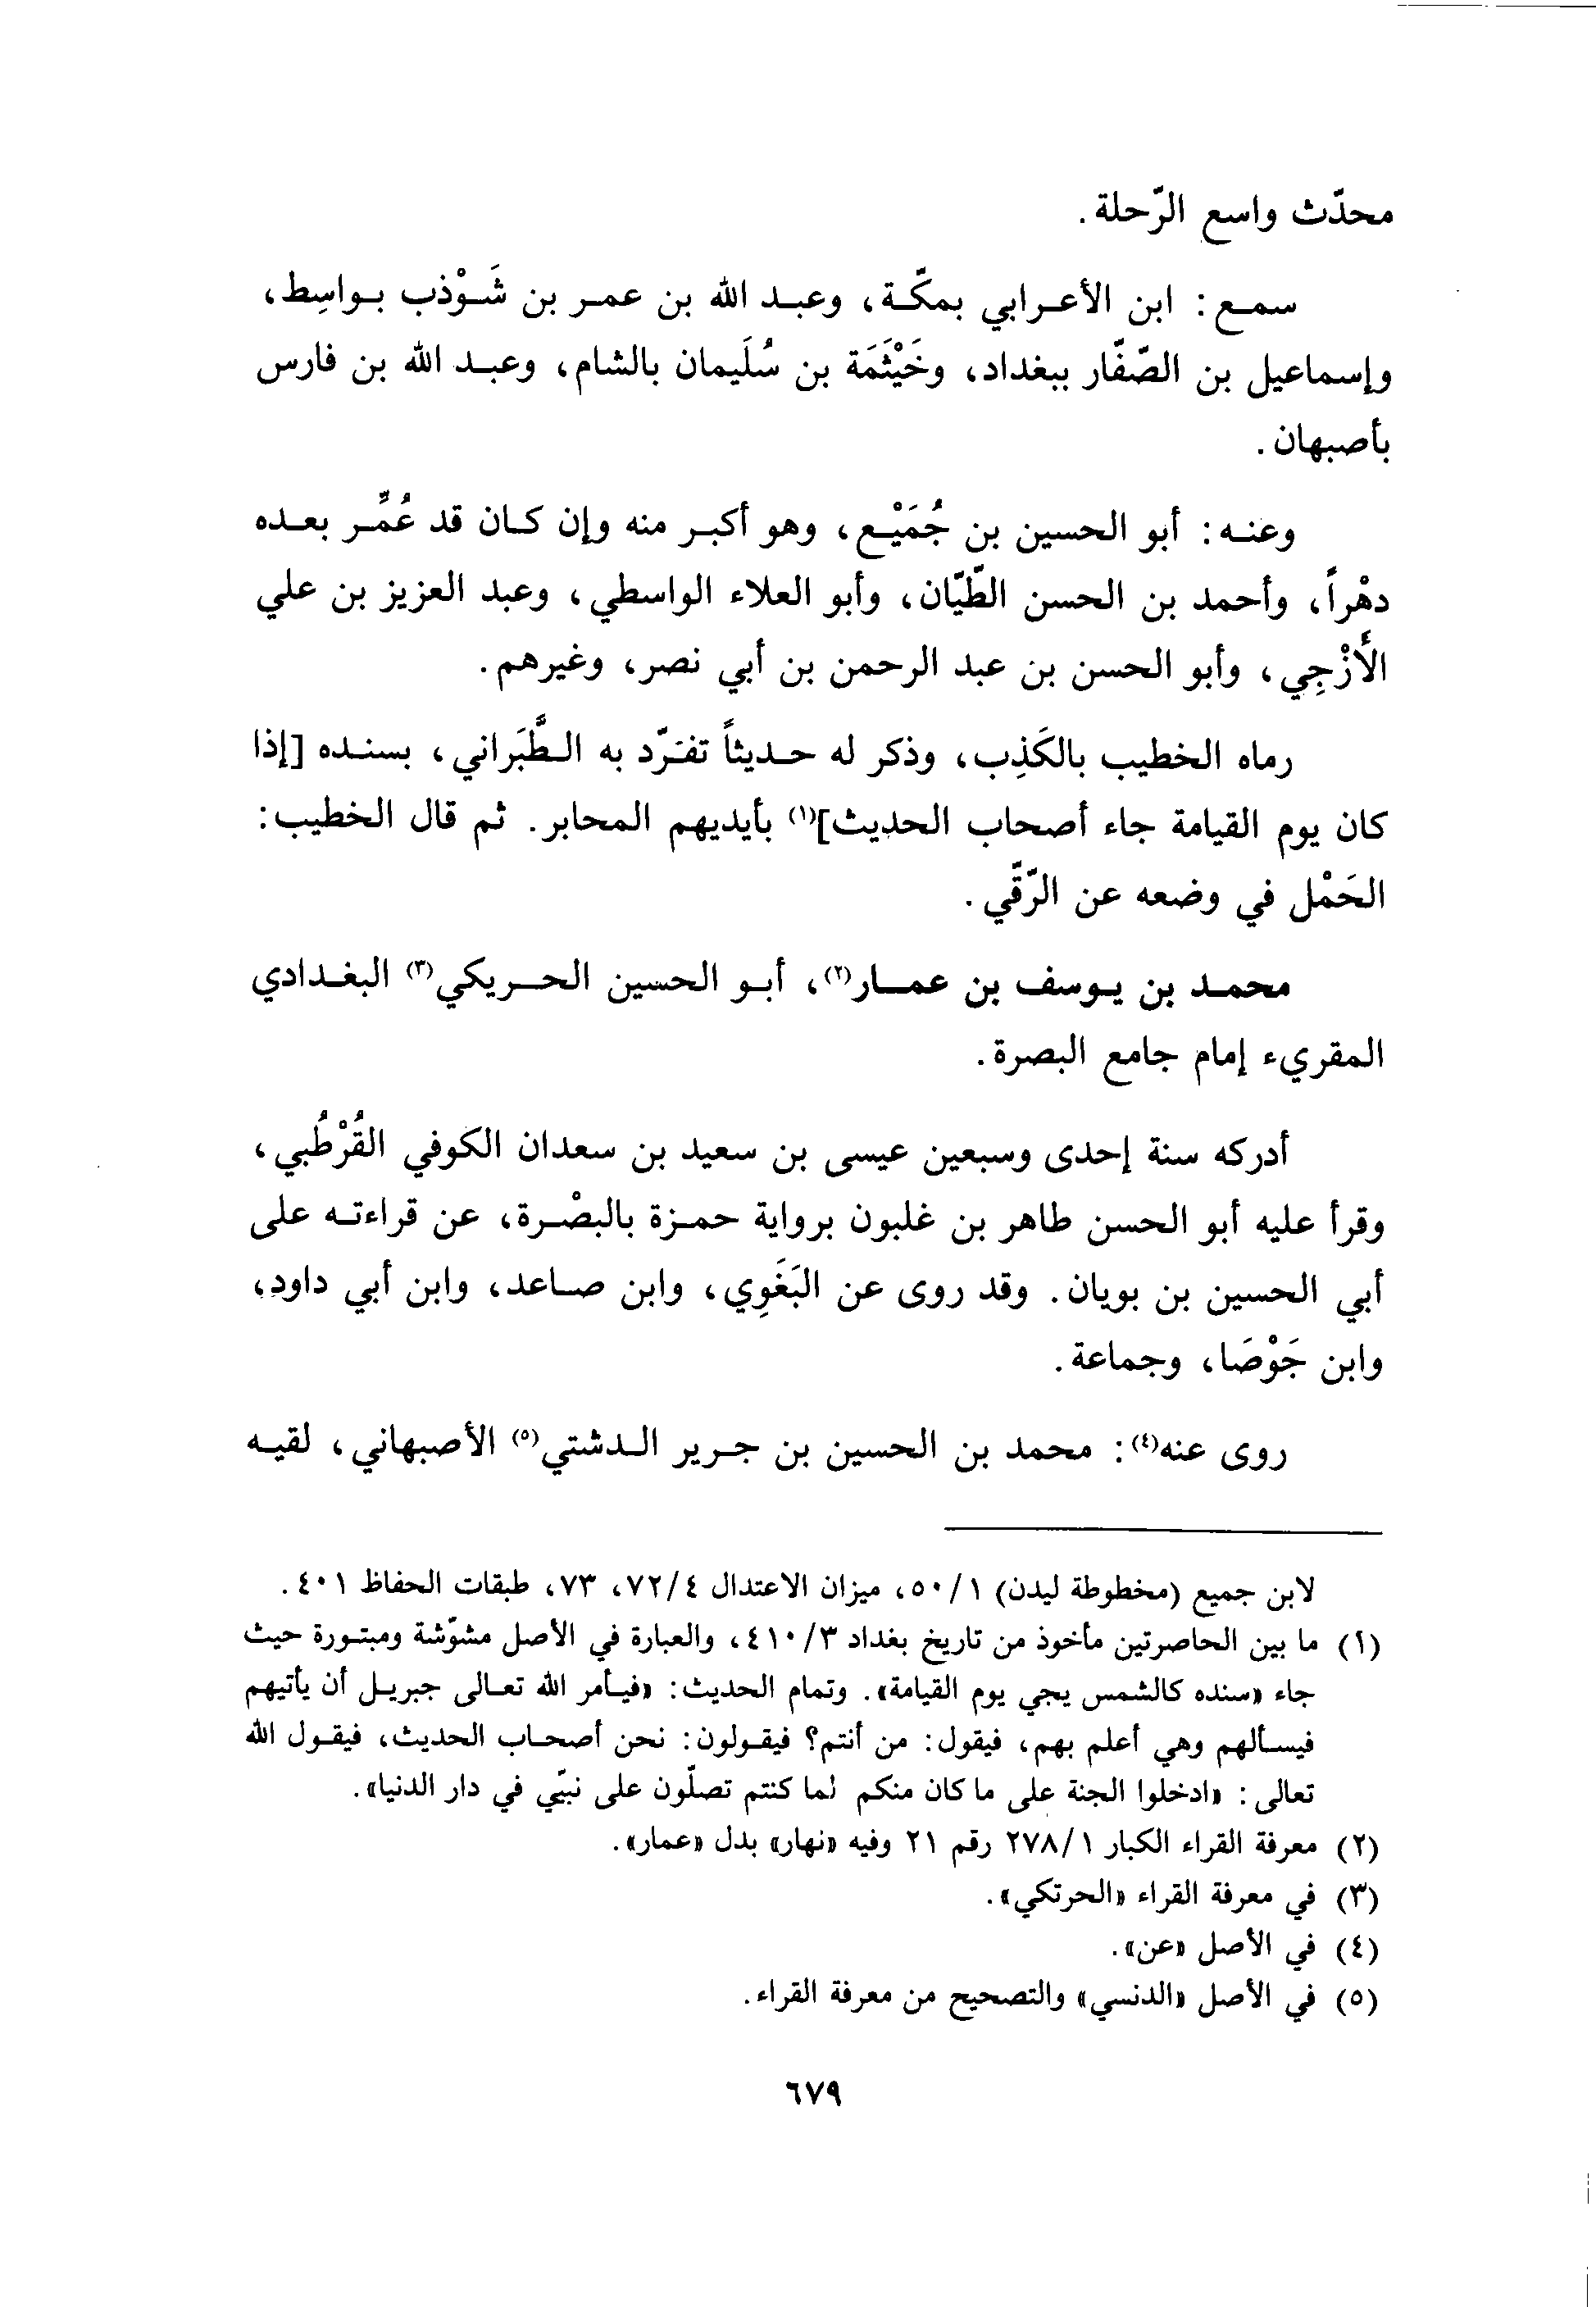 محدّث واسع الرّحلة.
سمع: ابن الأعرابي بمكّة، وعبد الله بن عمر بن شَوْذب بواسِط،
وإسماعيل بن الصّفّار ببغداد، وخَيْثَمَة بن سُلَيمان بالشام، وعبد الله بن فارس
بأصبهان.
وعنه: أبو الحسين بن جُمَيْع، وهو أكبر منه وإن كان قد عُمِّر بعده
دهْراً، وأحمد بن الحسن الطّيّان، وأبو العلاء الواسطي، وعبد العزيز بن علي
الأَزْجِي، وأبو الحسن بن عبد الرحمن بن أبي نصر، وغيرهم.
رماه الخطيب بالكَذِب، وذكر له حديثاً تفرّد به الطَّبَراني، بسنده [إذا
كان يوم القيامة جاء أصحاب الحديث](١) بأيديهم المحابر. ثم قال الخطيب:
الحَمْل في وضعه عن الرّقّي.
محمد بن يوسف بن عمار(٢)، أبو الحسين الحريكي(٣) البغدادي
المقريء إمام جامع البصرة.
أدركه سنة إحدى وسبعين عيسى بن سعيد بن سعدان الكوفي القُرْطُبي،
وقرأ عليه أبو الحسن طاهر بن غلبون برواية حمزة بالبصْرة، عن قراءته على
أبي الحسين بن بويان. وقد روى عن البَغَوِي، وابن صاعد، وابن أبي داود،
وابن جَوْصَا، وجماعة.
روى عنه(٤): محمد بن الحسين بن جرير الدشتي(٥) الأصبهاني، لقيه
لابن جميع (مخطوطة ليدن) ٥٠/١، ميزان الاعتدال ٧٢/٤، ٧٣، طبقات الحفاظ ٤٠١.
(١) ما بين الحاصرتين مأخوذ من تاريخ بغداد ٤١٠/٣، والعبارة في الأصل مشوّشة ومبتورة حيث
جاء «سنده كالشمس يجي يوم القيامة». وتمام الحديث: «فيأمر الله تعالى جبريل أن يأتيهم
فيسألهم وهي أعلم بهم، فيقول: من أنتم؟ فيقولون: نحن أصحاب الحديث، فيقول الله
تعالى: «ادخلوا الجنة على ما كان منكم لما كنتم تصلّون على نبيّي في دار الدنيا».
(٢) معرفة القراء الكبار ٢٧٨/١ رقم ٢١ وفيه «نهار» بدل «عمار».
(٣) في معرفة القراء «الحرتكي».
(٤) في الأصل «عن».
(٥) في الأصل «الدنسي» والتصحيح من معرفة القراء.
٦٧٩